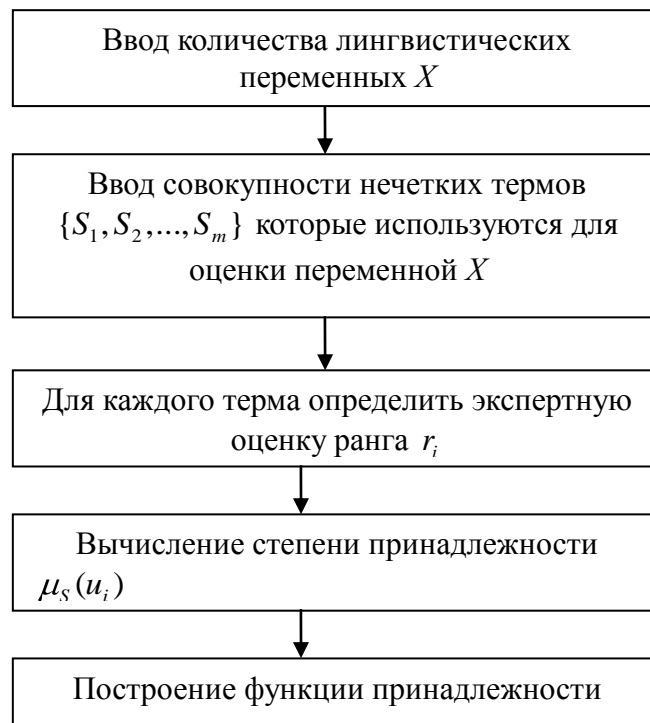 Ввод количества лингвистических
переменных X
Ввод совокупности нечетких термов
{S₁, S₂,..., Sₘ} которые используются для
оценки переменной X
Для каждого терма определить экспертную
оценку ранга rᵢ
Вычисление степени принадлежности
μ_S(uᵢ)
Построение функции принадлежности